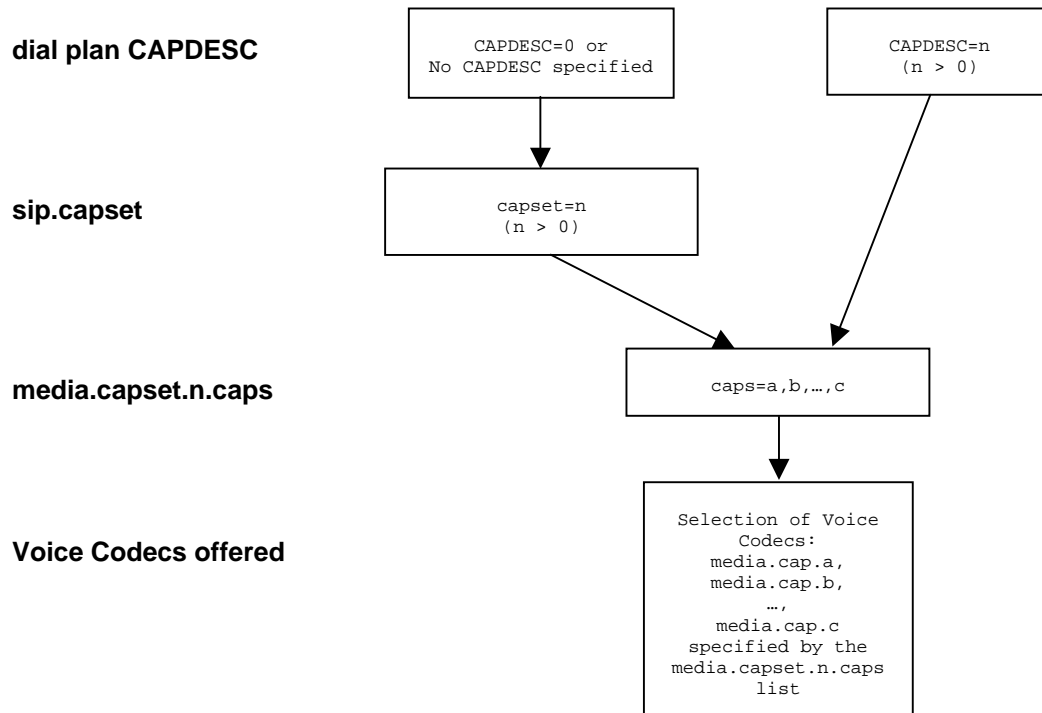 dial plan CAPDESC
CAPDESC=0 or
No CAPDESC specified
CAPDESC=n
(n > 0)
sip.capset
capset=n
(n > 0)
media.capset.n.caps
caps=a,b,…,c
Voice Codecs offered
Selection of Voice
Codecs:
media.cap.a,
media.cap.b,
…,
media.cap.c
specified by the
media.capset.n.caps
list